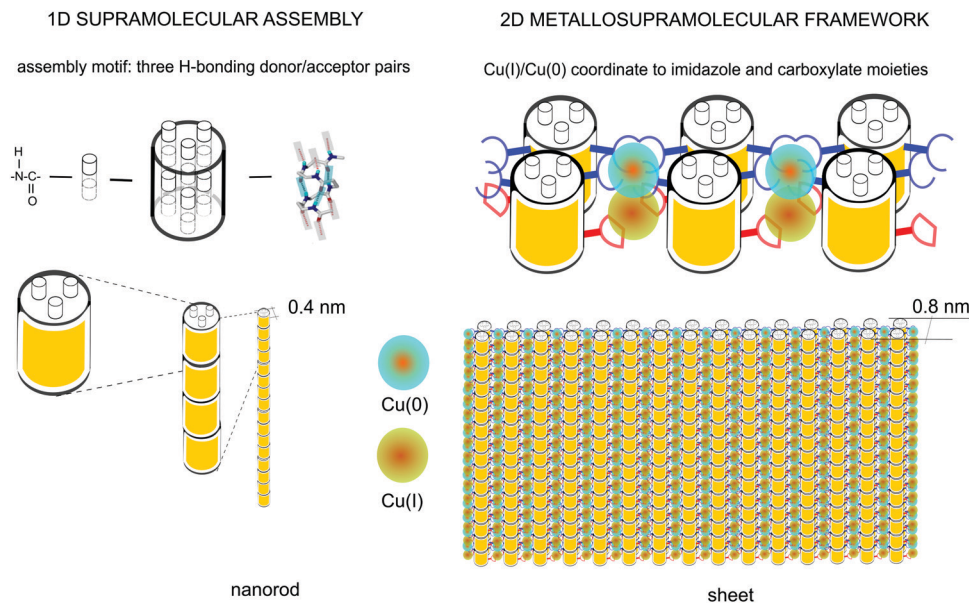 1D SUPRAMOLECULAR ASSEMBLY
assembly motif: three H-bonding donor/acceptor pairs
H
-N-C-
O
0.4 nm
Cu(0)
Cu(I)
nanorod
2D METALLOSUPRAMOLECULAR FRAMEWORK
Cu(I)/Cu(0) coordinate to imidazole and carboxylate moieties
0.8 nm
sheet